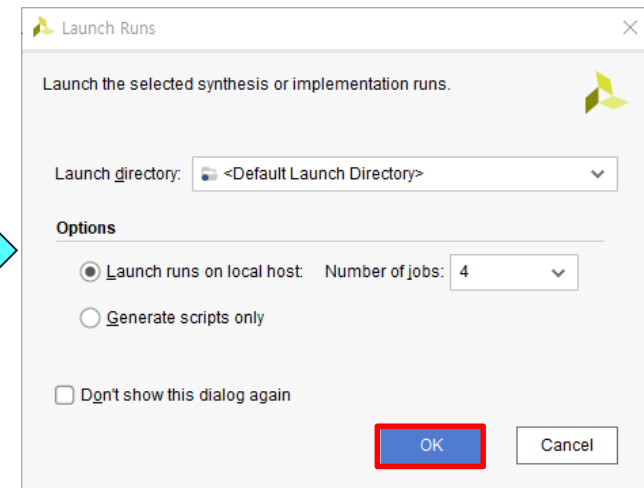 Launch Runs
Launch the selected synthesis or implementation runs.
Launch directory: <Default Launch Directory>
Options
Launch runs on local host: Number of jobs: 4
Generate scripts only
Don't show this dialog again
OK Cancel